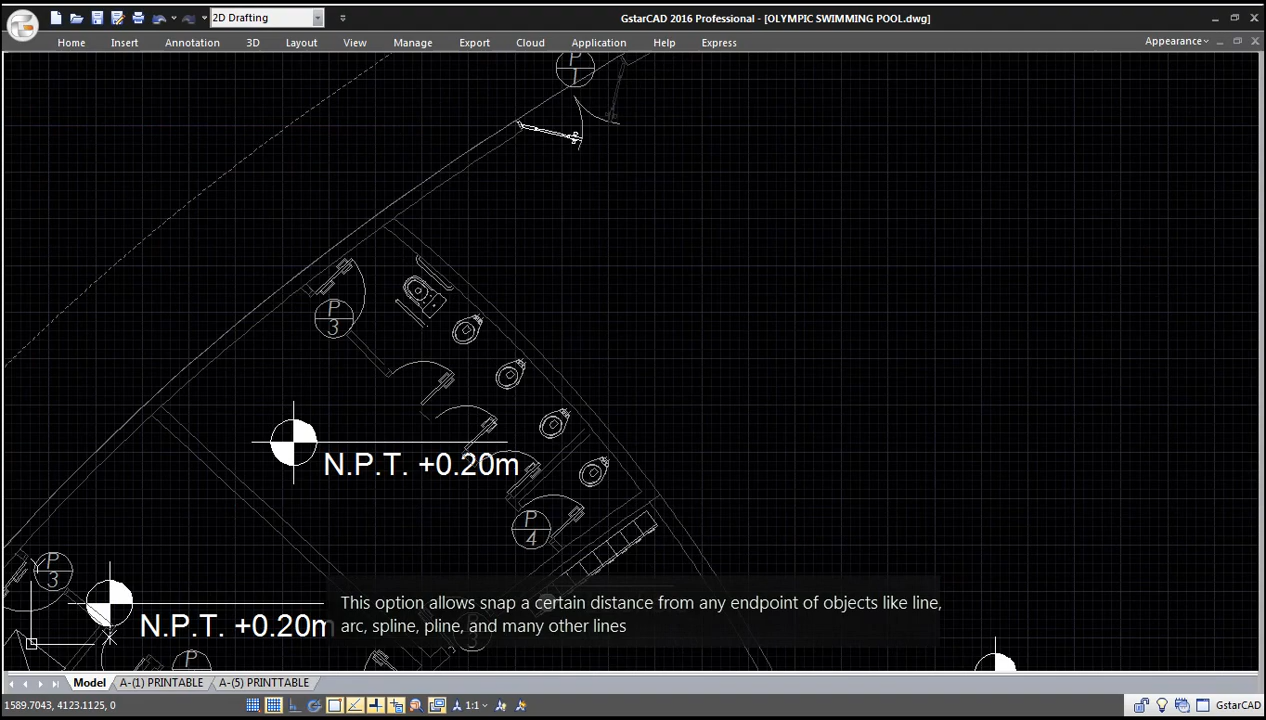 2D Drafting
GstarCAD 2016 Professional - [OLYMPIC SWIMMING POOL.dwg]
Home Insert Annotation 3D Layout View Manage Export Cloud Application Help Express
Appearance
P
1
P
3
N.P.T. +0.20m
P
4
P
3
N.P.T. +0.20m
This option allows snap a certain distance from any endpoint of objects like line,
arc, spline, pline, and many other lines
3
P
Model A-(1) PRINTABLE A-(5) PRINTTABLE
1589.7043, 4123.1125, 0
1:1
GstarCAD